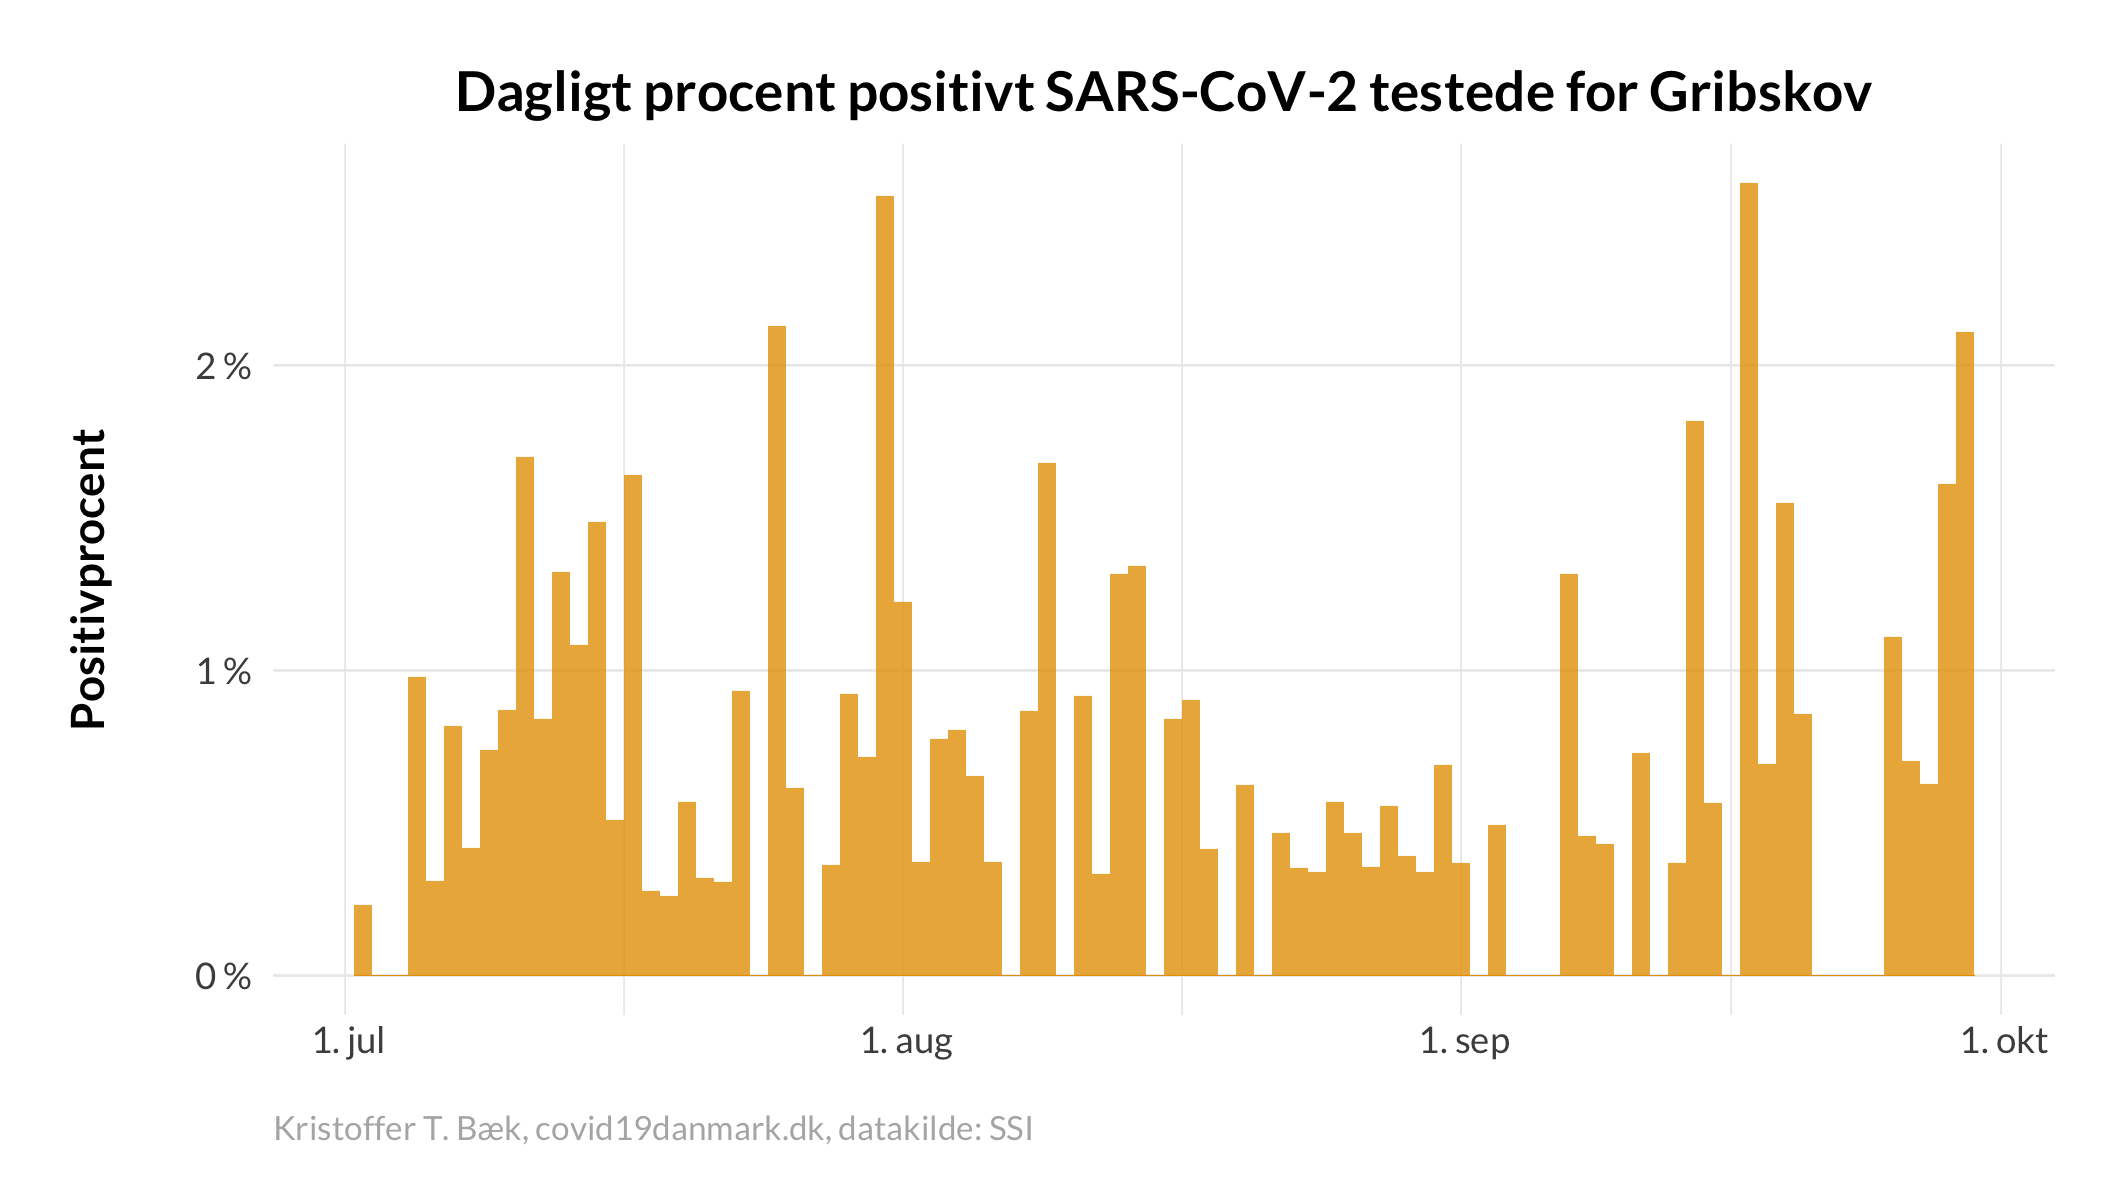 Dagligt procent positivt SARS-CoV-2 testede for Gribskov
Positivprocent
2 %
1 %
0 %
1. jul
1. aug
1. sep
1. okt
Kristoffer T. Bæk, covid19danmark.dk, datakilde: SSI